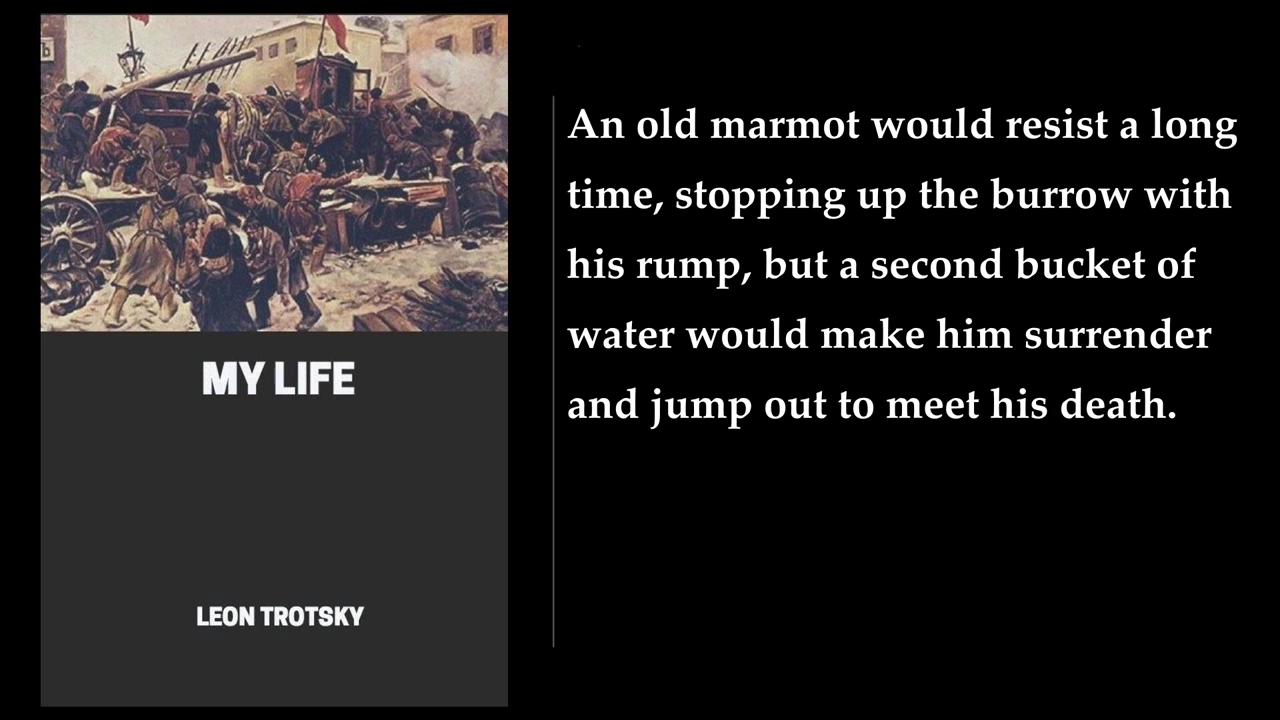 MY LIFE
LEON TROTSKY
An old marmot would resist a long
time, stopping up the burrow with
his rump, but a second bucket of
water would make him surrender
and jump out to meet his death.